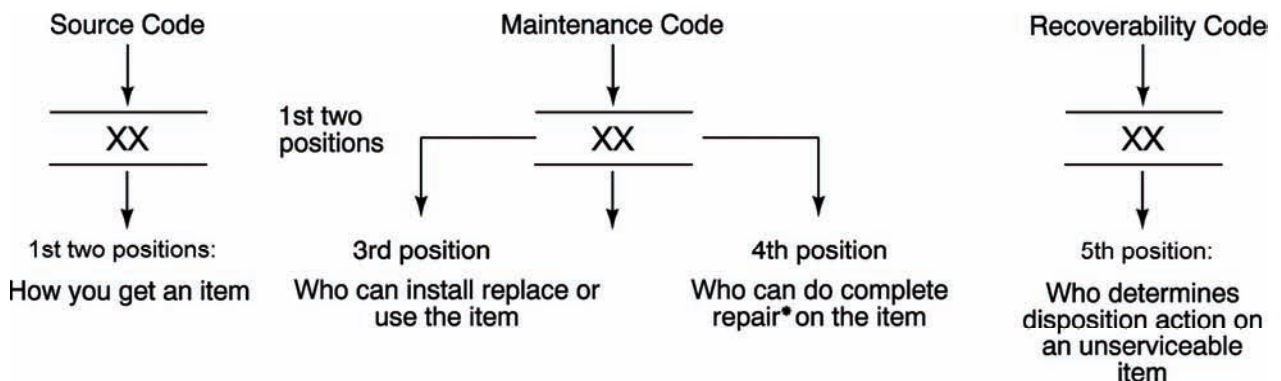 Source Code
Maintenance Code
Recoverability Code
XX
1st two
positions
XX
XX
1st two positions:
How you get an item
3rd position
Who can install replace or
use the item
4th position
Who can do complete
repair* on the item
5th position:
Who determines
disposition action on
an unserviceable
item